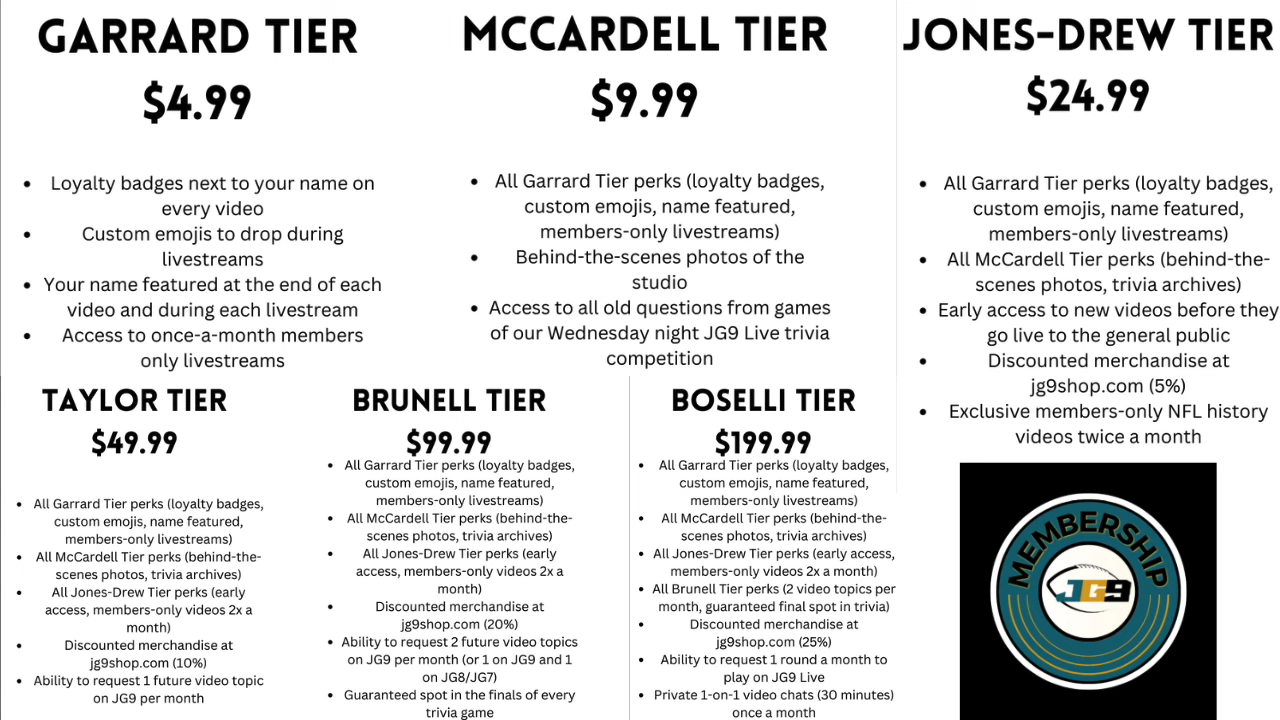 GARRARD TIER
$4.99
• Loyalty badges next to your name on
every video
• Custom emojis to drop during
livestreams
• Your name featured at the end of each
video and during each livestream
• Access to once-a-month members
only livestreams
MCCARDELL TIER
$9.99
• All Garrard Tier perks (loyalty badges,
custom emojis, name featured,
members-only livestreams)
• Behind-the-scenes photos of the
studio
• Access to all old questions from games
of our Wednesday night JG9 Live trivia
competition
JONES-DREW TIER
$24.99
• All Garrard Tier perks (loyalty badges,
custom emojis, name featured,
members-only livestreams)
• All McCardell Tier perks (behind-the-
scenes photos, trivia archives)
• Early access to new videos before they
go live to the general public
• Discounted merchandise at
jg9shop.com (5%)
• Exclusive members-only NFL history
videos twice a month
TAYLOR TIER
$49.99
• All Garrard Tier perks (loyalty badges,
custom emojis, name featured,
members-only livestreams)
• All McCardell Tier perks (behind-the-
scenes photos, trivia archives)
• All Jones-Drew Tier perks (early
access, members-only videos 2x a
month)
• Discounted merchandise at
jg9shop.com (10%)
• Ability to request 1 future video topic
on JG9 per month
BRUNELL TIER
$99.99
• All Garrard Tier perks (loyalty badges,
custom emojis, name featured,
members-only livestreams)
• All McCardell Tier perks (behind-the-
scenes photos, trivia archives)
• All Jones-Drew Tier perks (early
access, members-only videos 2x a
month)
• Discounted merchandise at
jg9shop.com (20%)
• Ability to request 2 future video topics
on JG9 per month (or 1 on JG9 and 1
on JG8/JG7)
• Guaranteed spot in the finals of every
trivia game
BOSELLI TIER
$199.99
• All Garrard Tier perks (loyalty badges,
custom emojis, name featured,
members-only livestreams)
• All McCardell Tier perks (behind-the-
scenes photos, trivia archives)
• All Jones-Drew Tier perks (early access,
members-only videos 2x a month)
• All Brunell Tier perks (2 video topics per
month, guaranteed final spot in trivia)
• Discounted merchandise at
jg9shop.com (25%)
• Ability to request 1 round a month to
play on JG9 Live
• Private 1-on-1 video chats (30 minutes)
once a month
MEMBERSHIP
JG9